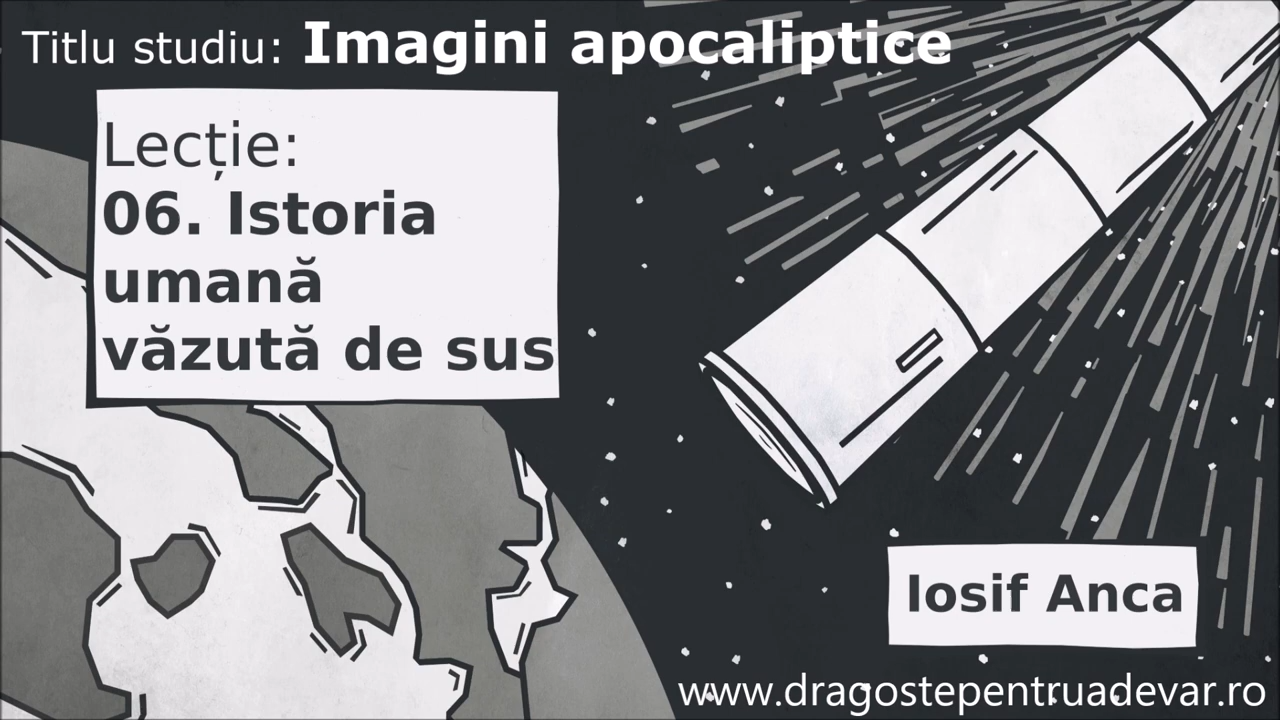 Titlu studiu: Imagini apocaliptice
Lecție:
06. Istoria
umană
văzută de sus
Iosif Anca
www.dragostepentruadevar.ro